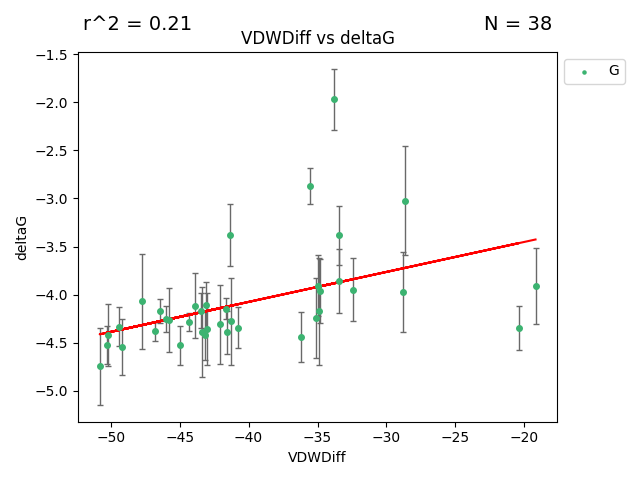 r^2 = 0.21
N = 38
VDWDiff vs deltaG
G
deltaG
−1.5
−2.0
−2.5
−3.0
−3.5
−4.0
−4.5
−5.0
−50
−45
−40
−35
−30
−25
−20
VDWDiff